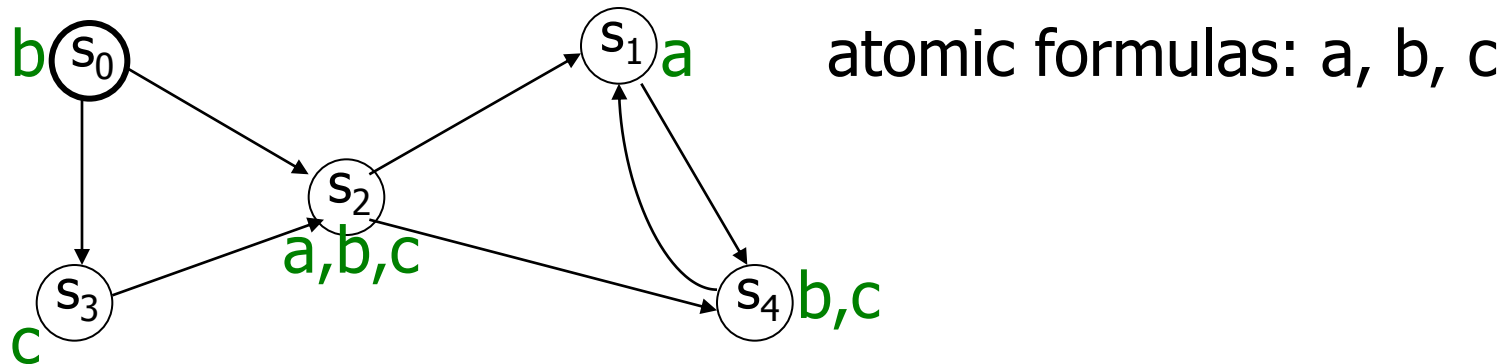 b s₀ s₁ a atomic formulas: a, b, c
s₂
a,b,c
s₃ s₄ b,c
c